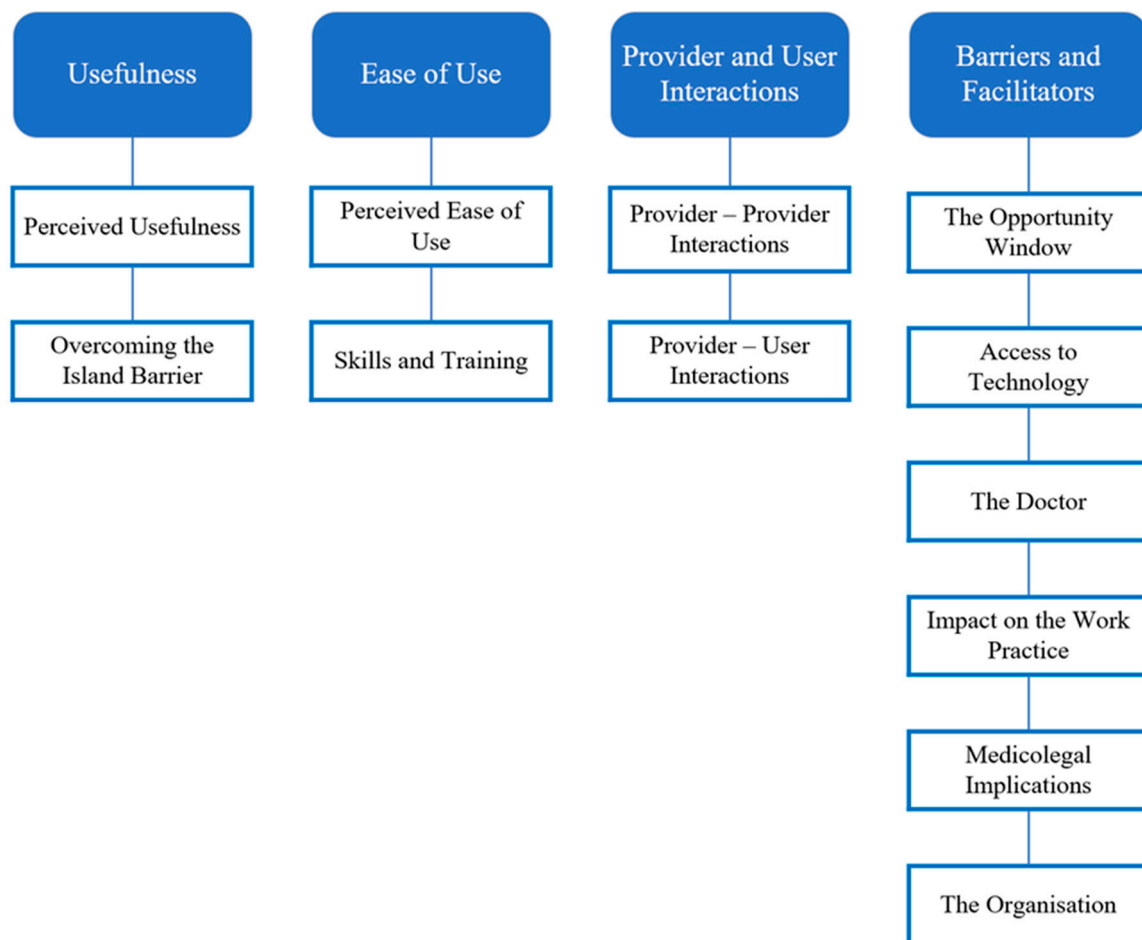 Usefulness
Perceived Usefulness
Overcoming the
Island Barrier
Ease of Use
Perceived Ease of
Use
Skills and Training
Provider and User
Interactions
Provider – Provider
Interactions
Provider – User
Interactions
Barriers and
Facilitators
The Opportunity
Window
Access to
Technology
The Doctor
Impact on the Work
Practice
Medicolegal
Implications
The Organisation